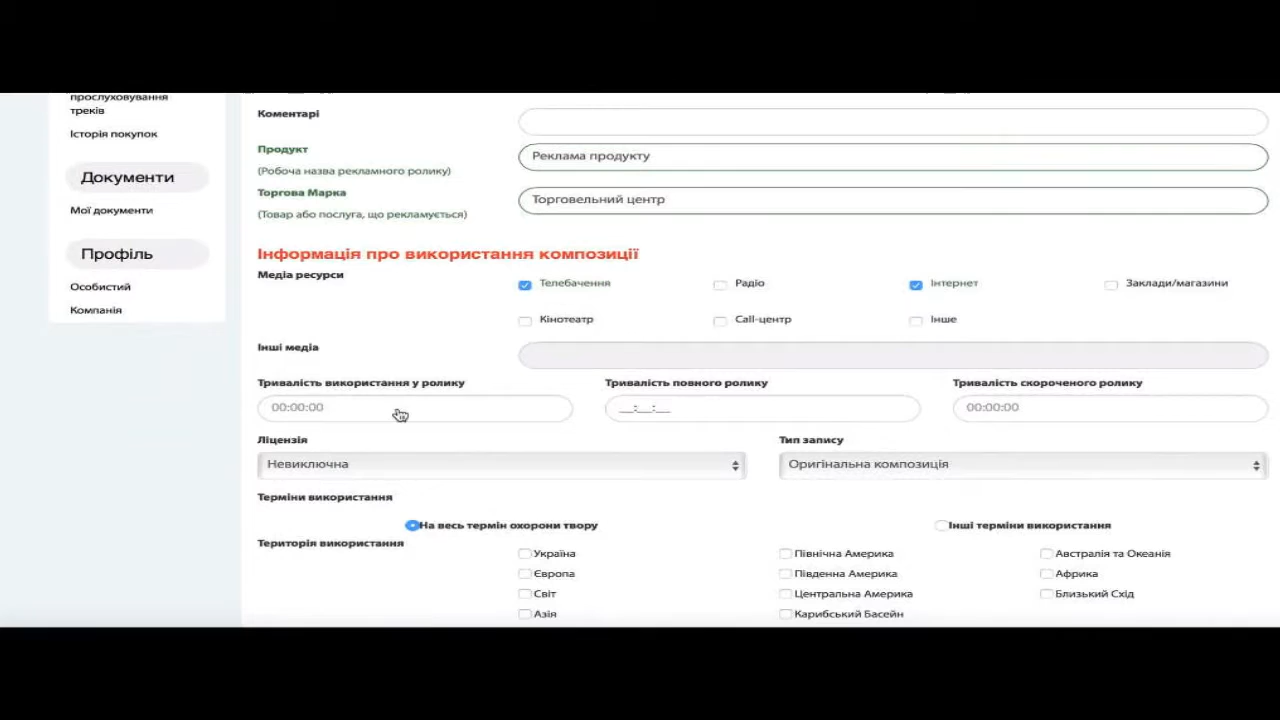 прослуховування
треків
Історія покупок
Документи
Мої документи
Профіль
Особистий
Компанія
Коментарі
Продукт
(Робоча назва рекламного ролику)
Реклама продукту
Торгова Марка
(Товар або послуга, що рекламується)
Торговельний центр
Інформація про використання композиції
Медіа ресурси
Телебачення
Радіо
Інтернет
Заклади/магазини
Кінотеатр
Call-центр
Інше
Інші медіа
Тривалість використання у ролику
Тривалість повного ролику
Тривалість скороченого ролику
00:00:00
__:__:__
00:00:00
Ліцензія
Тип запису
Невиключна
Оригінальна композиція
Терміни використання
На весь термін охорони твору
Інші терміни використання
Територія використання
Україна
Північна Америка
Австралія та Океанія
Європа
Південна Америка
Африка
Світ
Центральна Америка
Близький Схід
Азія
Карибський Басейн